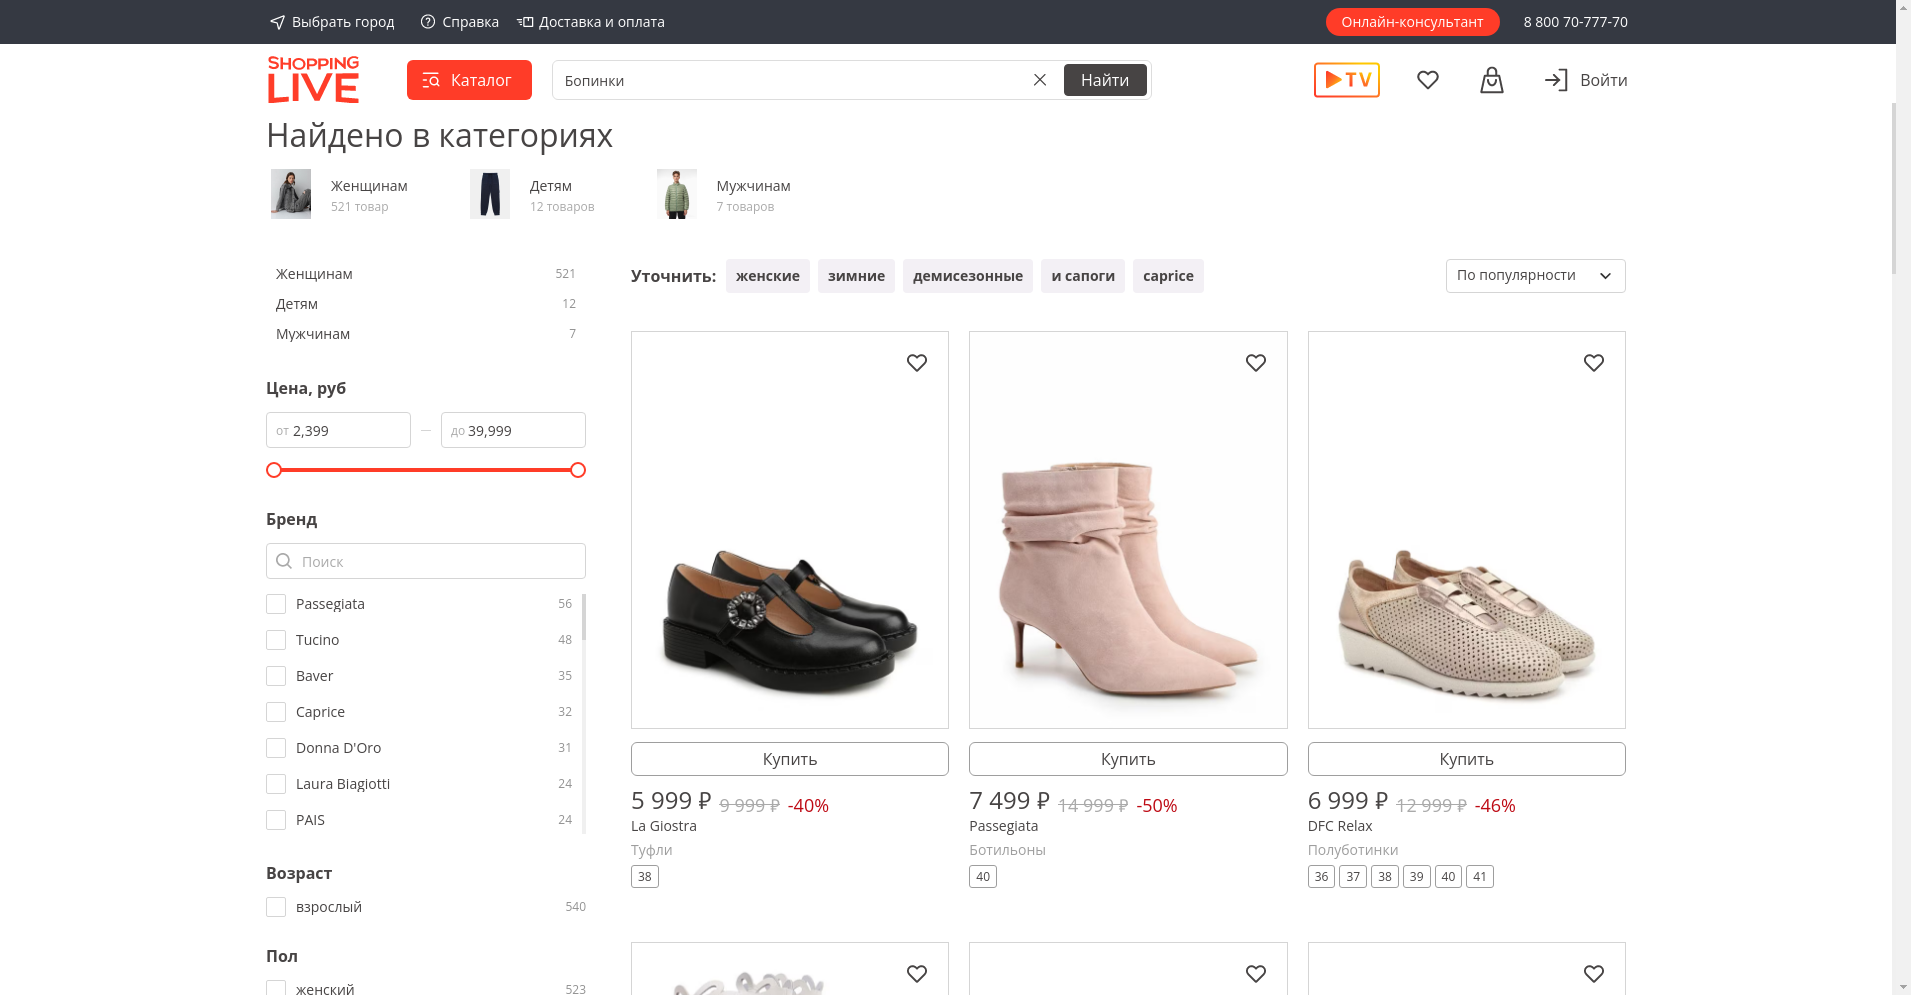 Выбрать город
Справка
Доставка и оплата
Онлайн-консультант
8 800 70-777-70
SHOPPING
LIVE
Каталог
Бопинки
Найти
TV
Войти
Найдено в категориях
Женщинам
521 товар
Детям
12 товаров
Мужчинам
7 товаров
Женщинам 521
Детям 12
Мужчинам 7
Цена, руб
от 2,399 — до 39,999
Бренд
Поиск
Passegiata 56
Tucino 48
Baver 35
Caprice 32
Donna D'Oro 31
Laura Biagiotti 24
PAIS 24
Возраст
взрослый 540
Пол
женский 523
Уточнить: женские зимние демисезонные и сапоги caprice
По популярности
Купить
5 999 ₽ 9 999 ₽ -40%
La Giostra
Туфли
38
Купить
7 499 ₽ 14 999 ₽ -50%
Passegiata
Ботильоны
40
Купить
6 999 ₽ 12 999 ₽ -46%
DFC Relax
Полуботинки
36 37 38 39 40 41